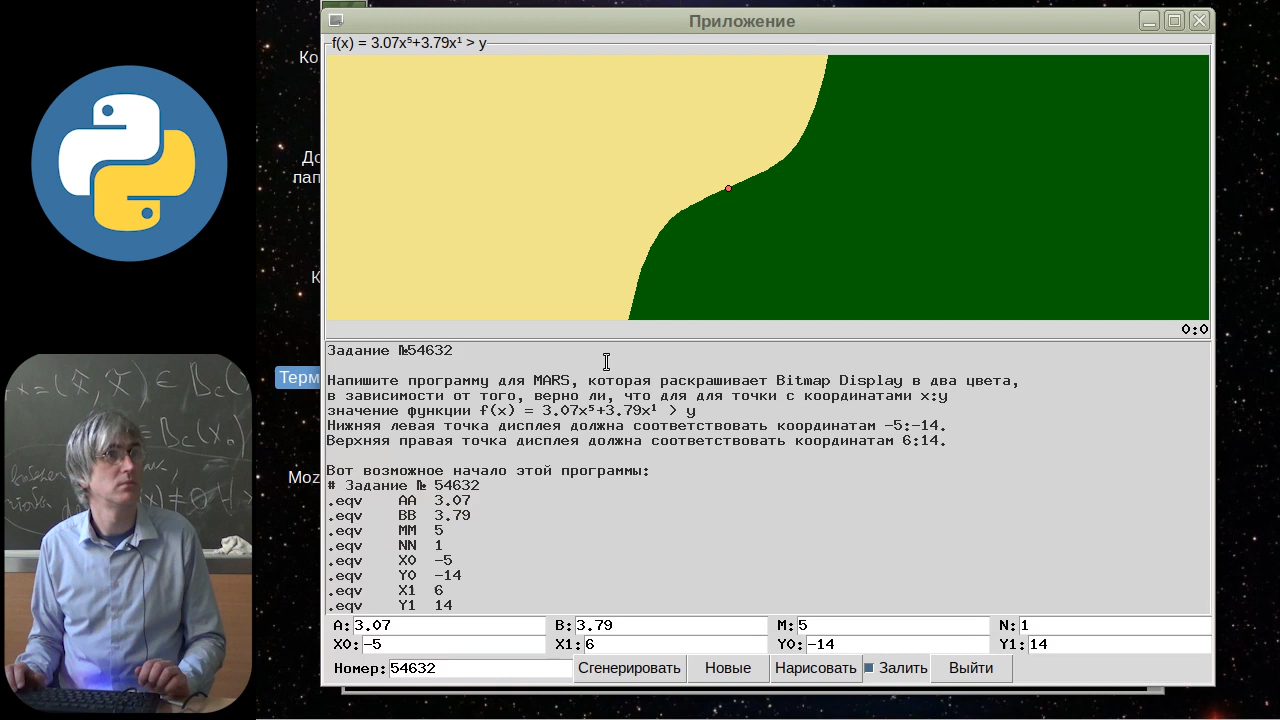 Приложение
f(x) = 3.07x⁵+3.79x¹ > y
Ко
До
пап
К
Терм
Moz
0:0
Задание №54632
Напишите программу для MARS, которая раскрашивает Bitmap Display в два цвета,
в зависимости от того, верно ли, что для для точки с координатами x:y
значение функции f(x) = 3.07x⁵+3.79x¹ > y
Нижняя левая точка дисплея должна соответствовать координатам -5:-14.
Верхняя правая точка дисплея должна соответствовать координатам 6:14.
Вот возможное начало этой программы:
# Задание № 54632
.eqv AA 3.07
.eqv BB 3.79
.eqv MM 5
.eqv NN 1
.eqv X0 -5
.eqv Y0 -14
.eqv X1 6
.eqv Y1 14
A: 3.07 B: 3.79 M: 5 N: 1
X0: -5 X1: 6 Y0: -14 Y1: 14
Номер: 54632 Сгенерировать Новые Нарисовать Залить Выйти